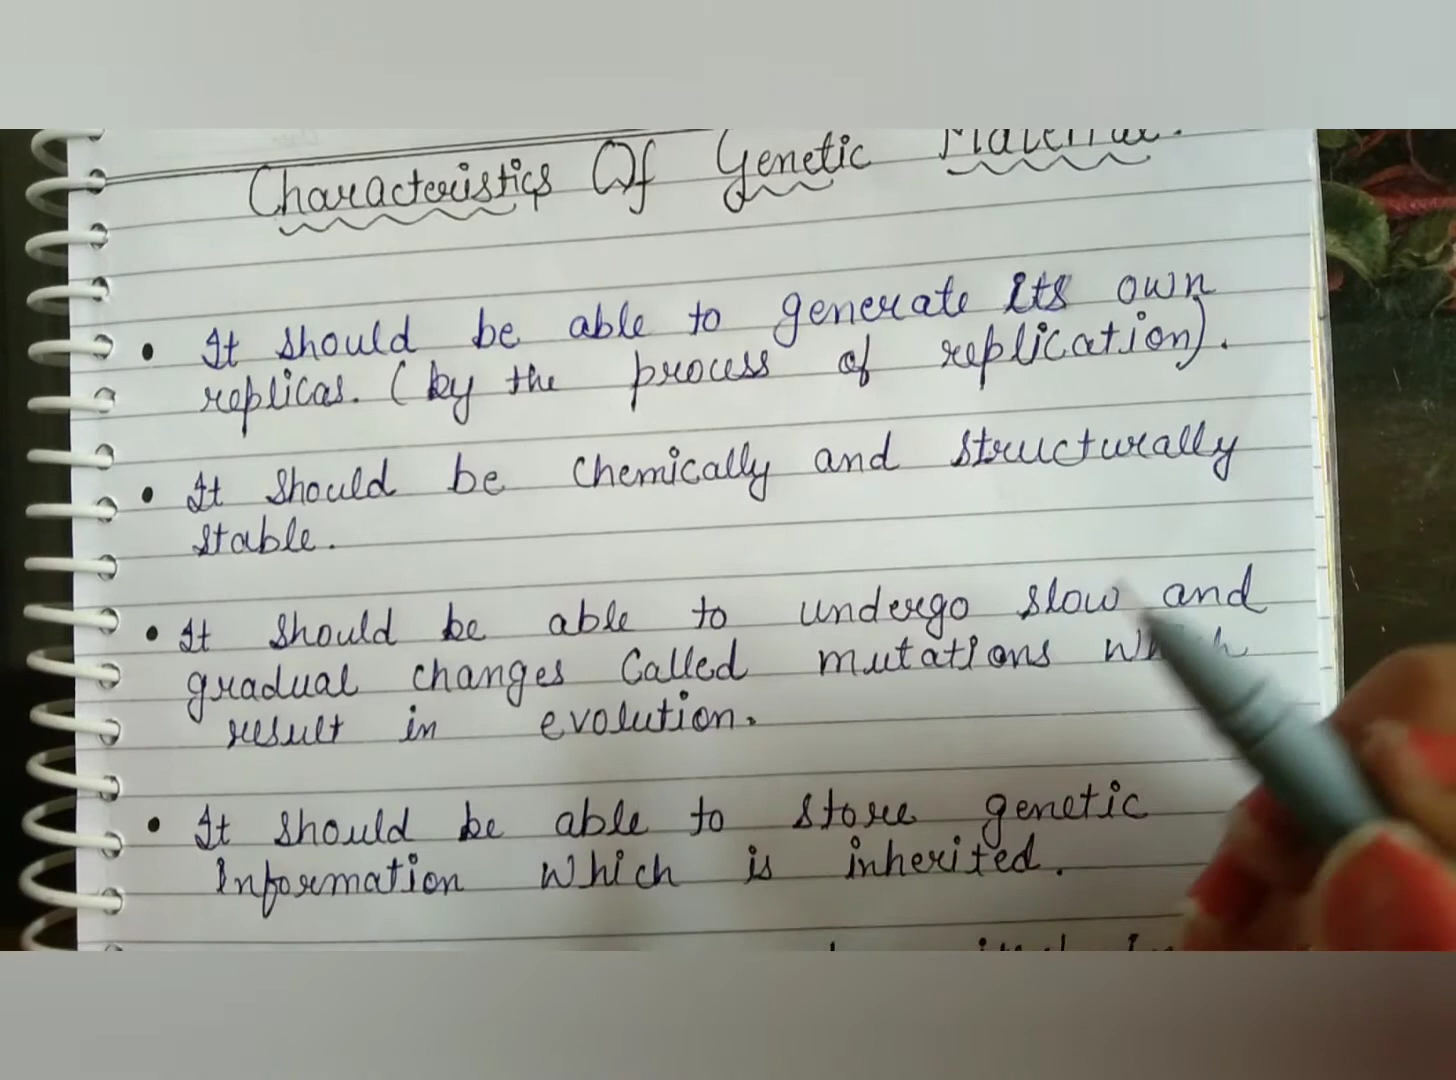 Characteristics Of Genetic Material.
• It should be able to generate its own
replicas. (by the process of replication).
• It should be chemically and structurally
stable.
• It should be able to undergo slow and
gradual changes called mutations which
result in evolution.
• It should be able to store genetic
Information which is inherited.